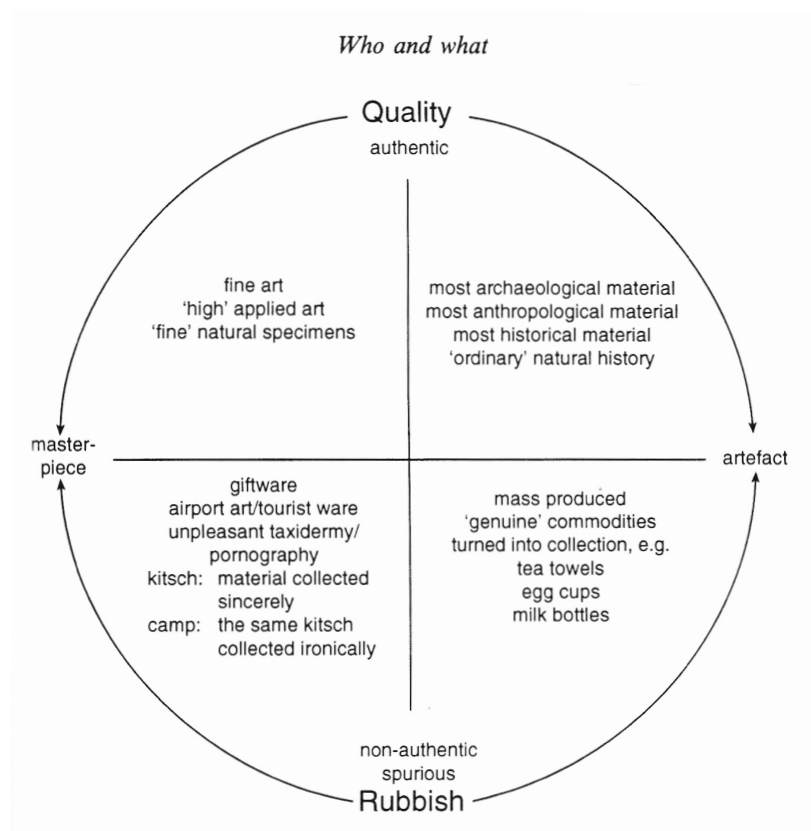 Who and what
Quality
authentic
fine art
‘high’ applied art
‘fine’ natural specimens
most archaeological material
most anthropological material
most historical material
‘ordinary’ natural history
master-
piece
artefact
giftware
airport art/tourist ware
unpleasant taxidermy/
pornography
kitsch: material collected
sincerely
camp: the same kitsch
collected ironically
mass produced
‘genuine’ commodities
turned into collection, e.g.
tea towels
egg cups
milk bottles
non-authentic
spurious
Rubbish